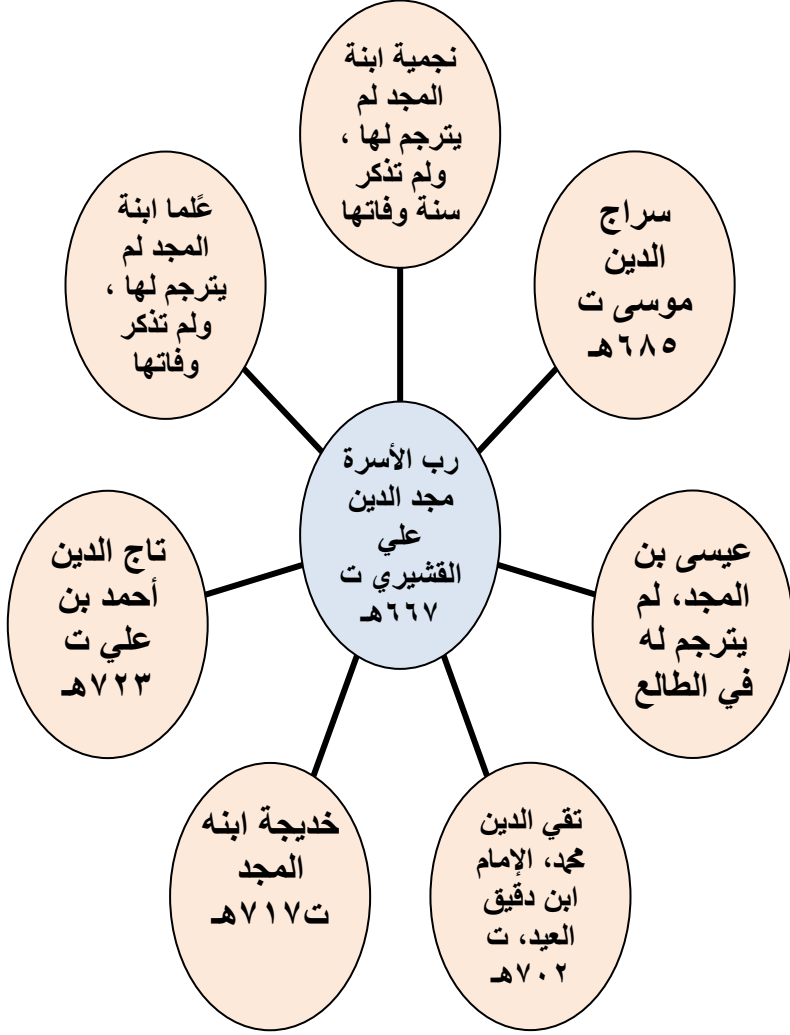 نجمية ابنة
المجد لم
يترجم لها ،
ولم تذكر
سنة وفاتها
سراج
الدين
موسى ت
٦٨٥هـ
عيسى بن
المجد، لم
يترجم له
في الطالع
تقي الدين
محمد، الإمام
ابن دقيق
العيد، ت
٧٠٢هـ
خديجة ابنه
المجد
ت٧١٧هـ
تاج الدين
أحمد بن
علي ت
٧٢٣هـ
عًلما ابنة
المجد لم
يترجم لها ،
ولم تذكر
وفاتها
رب الأسرة
مجد الدين
علي
القشيري ت
٦٦٧هـ